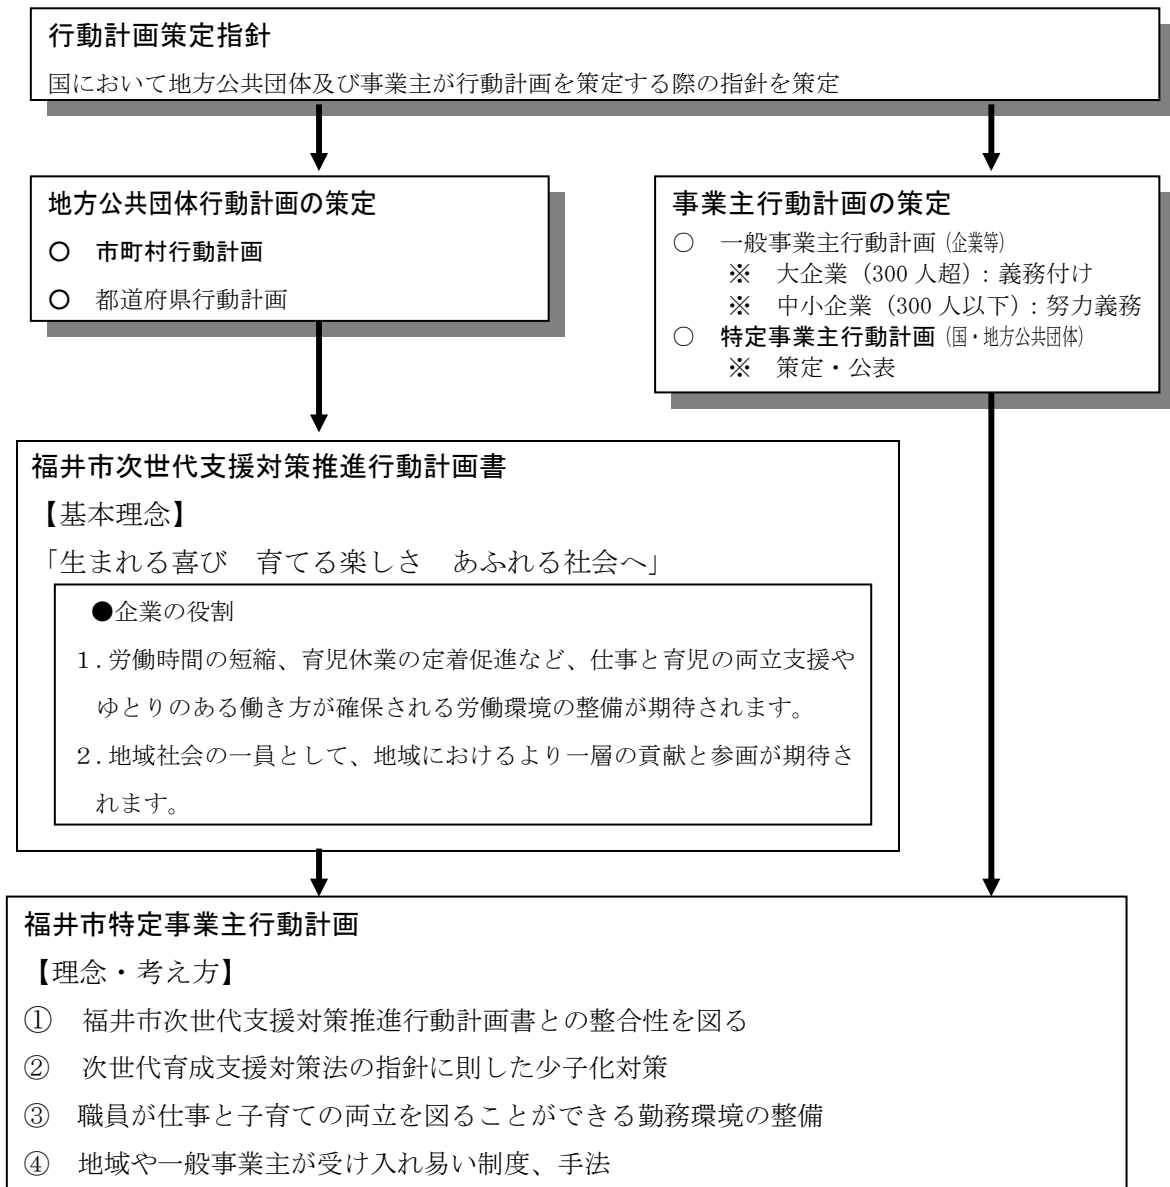 行動計画策定指針
国において地方公共団体及び事業主が行動計画を策定する際の指針を策定
地方公共団体行動計画の策定
○ 市町村行動計画
○ 都道府県行動計画
事業主行動計画の策定
○ 一般事業主行動計画（企業等）
※ 大企業（300 人超）：義務付け
※ 中小企業（300 人以下）：努力義務
○ 特定事業主行動計画（国・地方公共団体）
※ 策定・公表
福井市次世代支援対策推進行動計画書
【基本理念】
「生まれる喜び　育てる楽しさ　あふれる社会へ」
●企業の役割
１．労働時間の短縮、育児休業の定着促進など、仕事と育児の両立支援や
ゆとりのある働き方が確保される労働環境の整備が期待されます。
２．地域社会の一員として、地域におけるより一層の貢献と参画が期待さ
れます。
福井市特定事業主行動計画
【理念・考え方】
①　福井市次世代支援対策推進行動計画書との整合性を図る
②　次世代育成支援対策法の指針に則した少子化対策
③　職員が仕事と子育ての両立を図ることができる勤務環境の整備
④　地域や一般事業主が受け入れ易い制度、手法